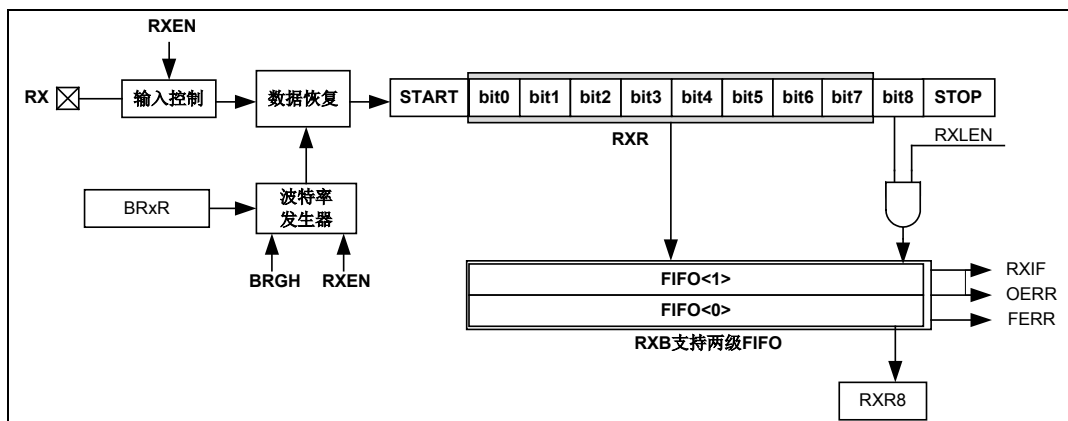 RXEN
RX
输入控制
数据恢复
START bit0 bit1 bit2 bit3 bit4 bit5 bit6 bit7 bit8 STOP
RXR
RXLEN
BRxR
波特率
发生器
BRGH
RXEN
FIFO<1>
FIFO<0>
RXIF
OERR
FERR
RXB支持两级FIFO
RXR8